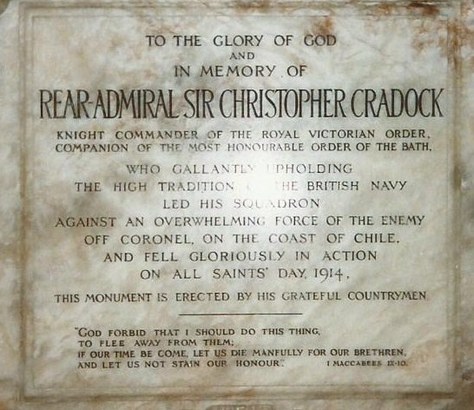 TO THE GLORY OF GOD
AND
IN MEMORY OF
REAR-ADMIRAL SIR CHRISTOPHER CRADOCK
KNIGHT COMMANDER OF THE ROYAL VICTORIAN ORDER,
COMPANION OF THE MOST HONOURABLE ORDER OF THE BATH,
WHO GALLANTLY UPHOLDING
THE HIGH TRADITION THE BRITISH NAVY
LED HIS SQUADRON
AGAINST AN OVERWHELMING FORCE OF THE ENEMY
OFF CORONEL, ON THE COAST OF CHILE,
AND FELL GLORIOUSLY IN ACTION
ON ALL SAINTS' DAY, 1914,
THIS MONUMENT IS ERECTED BY HIS GRATEFUL COUNTRYMEN
"GOD FORBID THAT I SHOULD DO THIS THING,
TO FLEE AWAY FROM THEM;
IF OUR TIME BE COME, LET US DIE MANFULLY FOR OUR BRETHREN,
AND LET US NOT STAIN OUR HONOUR." I MACCABEES IX-10.